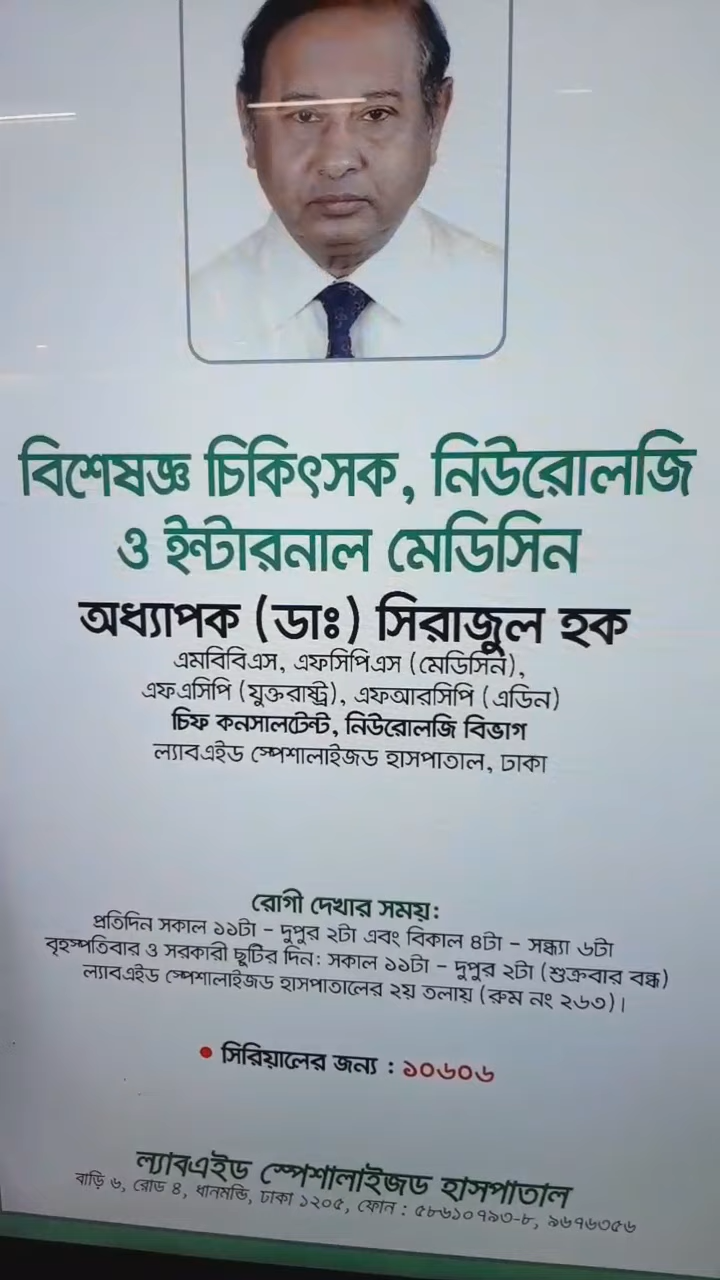 বিশেষজ্ঞ চিকিৎসক, নিউরোলজি
ও ইন্টারনাল মেডিসিন
অধ্যাপক (ডাঃ) সিরাজুল হক
এমবিবিএস, এফসিপিএস (মেডিসিন),
এফএসিপি (যুক্তরাষ্ট্র), এফআরসিপি (এডিন)
চিফ কনসালটেন্ট, নিউরোলজি বিভাগ
ল্যাবএইড স্পেশালাইজড হাসপাতাল, ঢাকা
রোগী দেখার সময়:
প্রতিদিন সকাল ১১টা - দুপুর ২টা এবং বিকাল ৪টা - সন্ধ্যা ৬টা
বৃহস্পতিবার ও সরকারী ছুটির দিন: সকাল ১১টা - দুপুর ২টা (শুক্রবার বন্ধ)
ল্যাবএইড স্পেশালাইজড হাসপাতালের ২য় তলায় (রুম নং ২৬৩)।
• সিরিয়ালের জন্য : ১০৬০৬
ল্যাবএইড স্পেশালাইজড হাসপাতাল
বাড়ি ৬, রোড ৪, ধানমন্ডি, ঢাকা ১২০৫, ফোন : ৫৮৬১০৭৯৩-৮, ৯৬৭৬৩৫৬